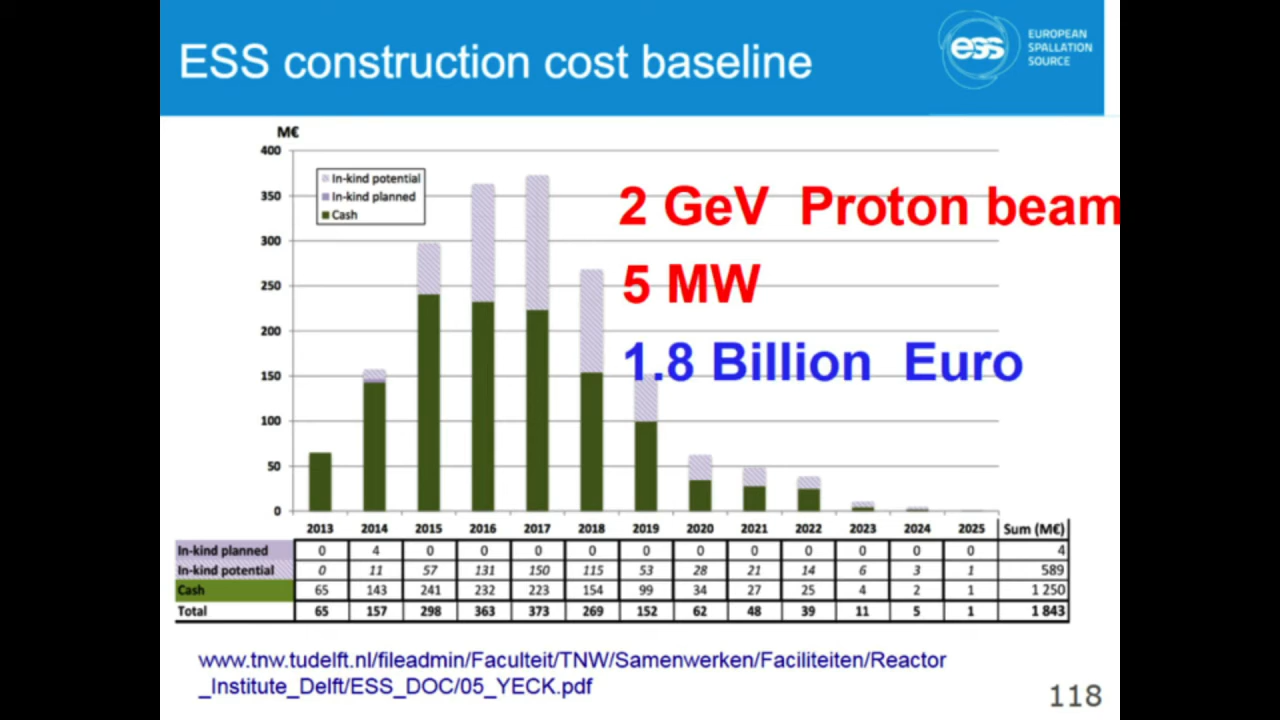 ESS construction cost baseline
ess
EUROPEAN
SPALLATION
SOURCE
M€
400
350
300
250
200
150
100
50
0
In-kind potential
In-kind planned
Cash
2 GeV Proton beam
5 MW
1.8 Billion Euro
2013 2014 2015 2016 2017 2018 2019 2020 2021 2022 2023 2024 2025 Sum (M€)
In-kind planned 0 4 0 0 0 0 0 0 0 0 0 0 0 4
In-kind potential 0 11 57 131 150 115 53 28 21 14 6 3 1 589
Cash 65 143 241 232 223 154 99 34 27 25 4 2 1 1 250
Total 65 157 298 363 373 269 152 62 48 39 11 5 1 1 843
www.tnw.tudelft.nl/fileadmin/Faculteit/TNW/Samenwerken/Faciliteiten/Reactor
_Institute_Delft/ESS_DOC/05_YECK.pdf
118